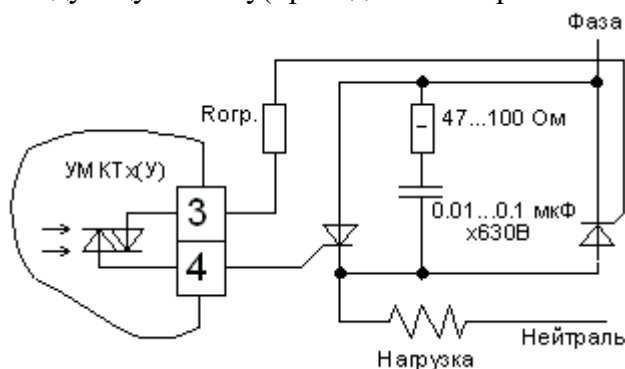 Фаза
Rогр.
47...100 Ом
УМ КТх(У)
3
0.01...0.1 мкФ
х630В
4
Нейтраль
Нагрузка